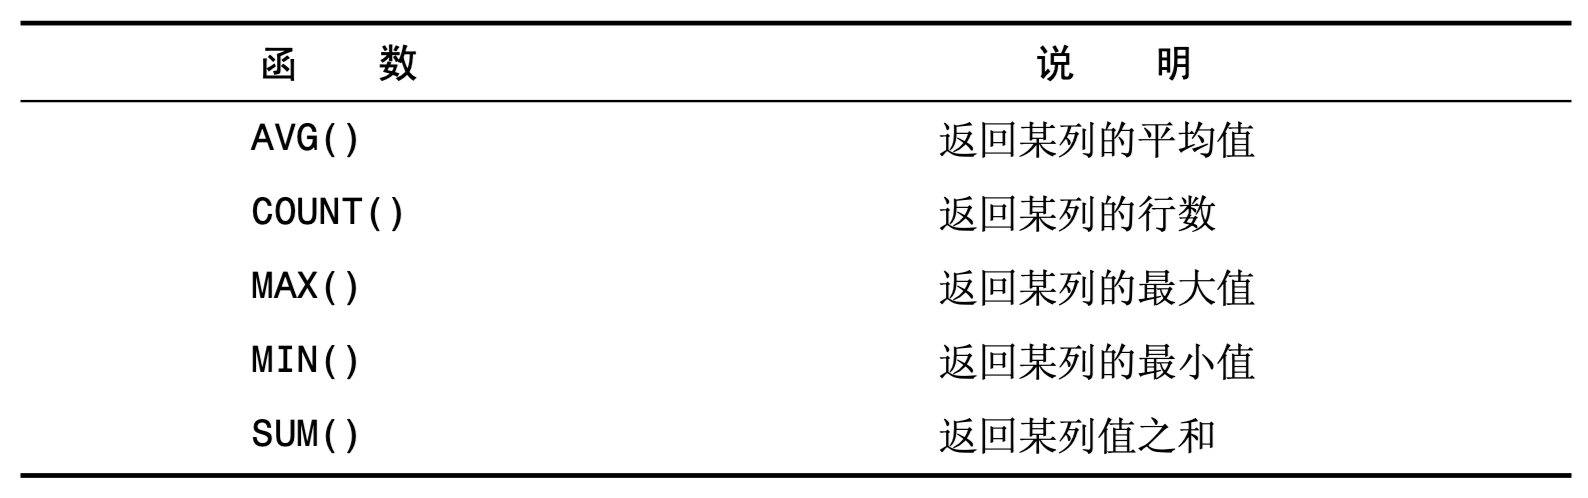 函 数 说 明
AVG() 返回某列的平均值
COUNT() 返回某列的行数
MAX() 返回某列的最大值
MIN() 返回某列的最小值
SUM() 返回某列值之和